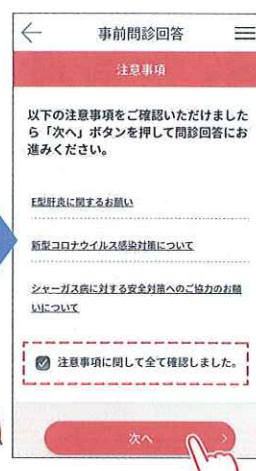 事前問診回答
注意事項
以下の注意事項をご確認いただけました
ら「次へ」ボタンを押して問診回答にお
進みください。
E型肝炎に関するお願い
新型コロナウイルス感染対策について
シャーガス病に対する安全対策へのご協力のお願
いについて
注意事項に関して全て確認しました。
次へ